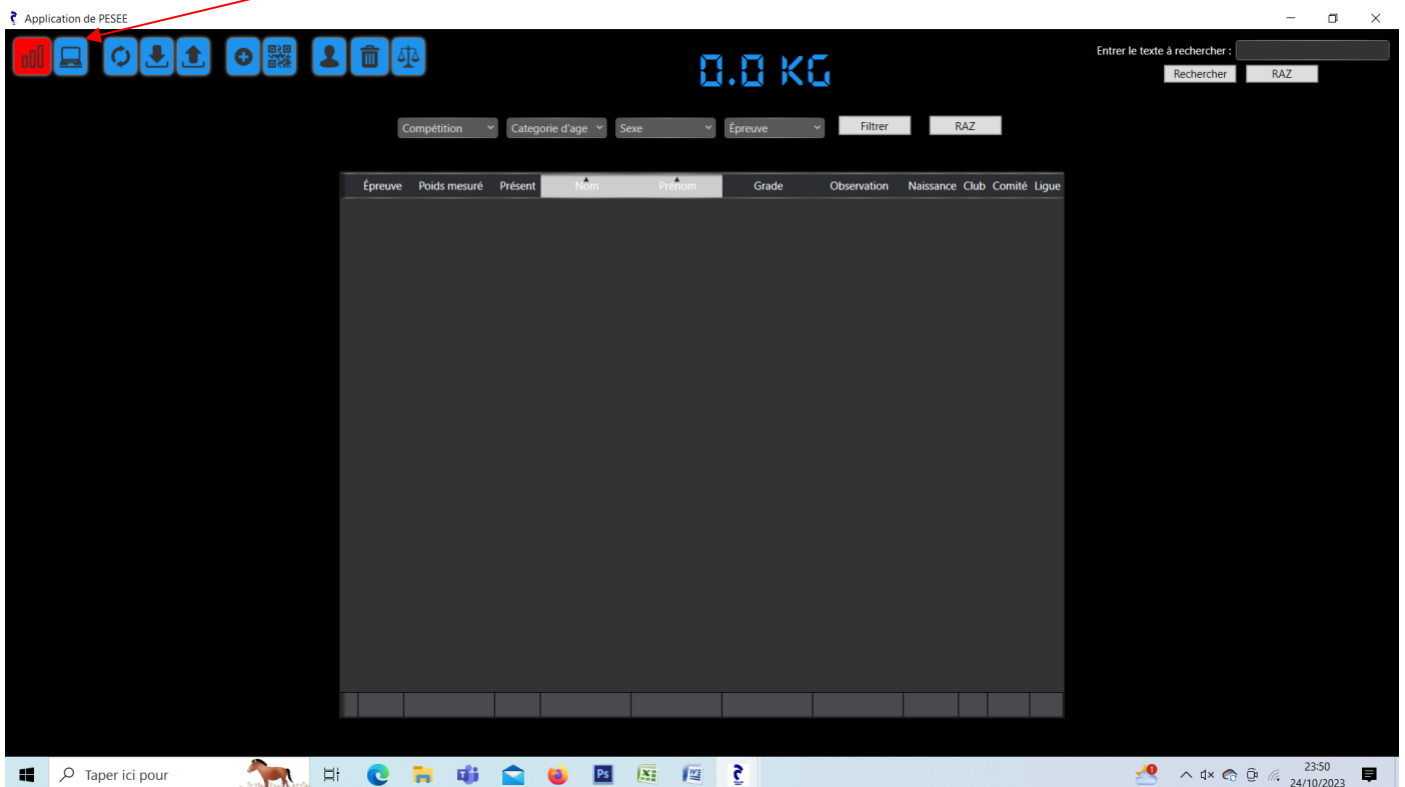 Application de PESEE
0.0 KG
Entrer le texte à rechercher :
Rechercher RAZ
Compétition Categorie d'age Sexe Épreuve Filtrer RAZ
Épreuve Poids mesuré Présent Nom Prénom Grade Observation Naissance Club Comité Ligue
Taper ici pour
Ps
1
23:50
24/10/2023